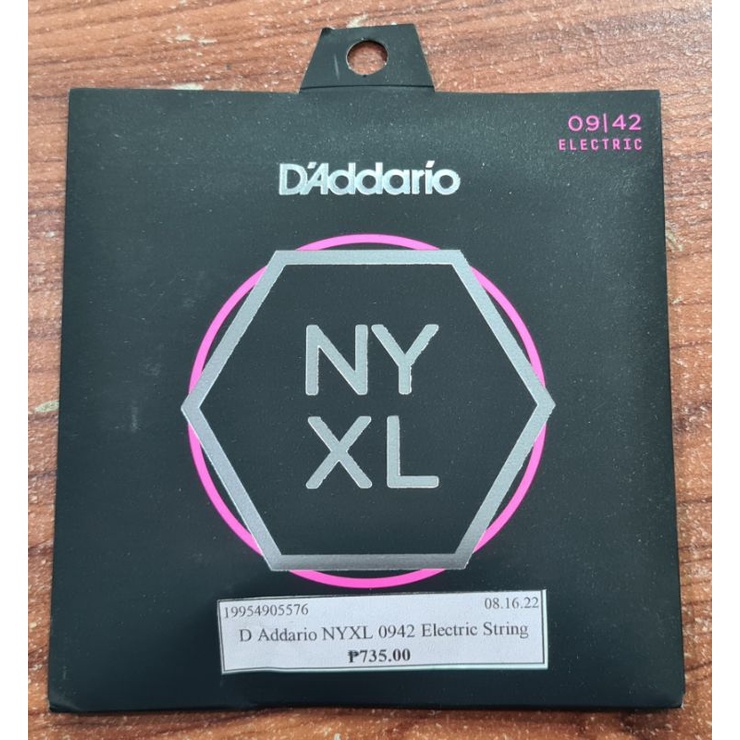 09|42
ELECTRIC
D'Addario
NY
XL
19954905576 08.16.22
D Addario NYXL 0942 Electric String
₱735.00